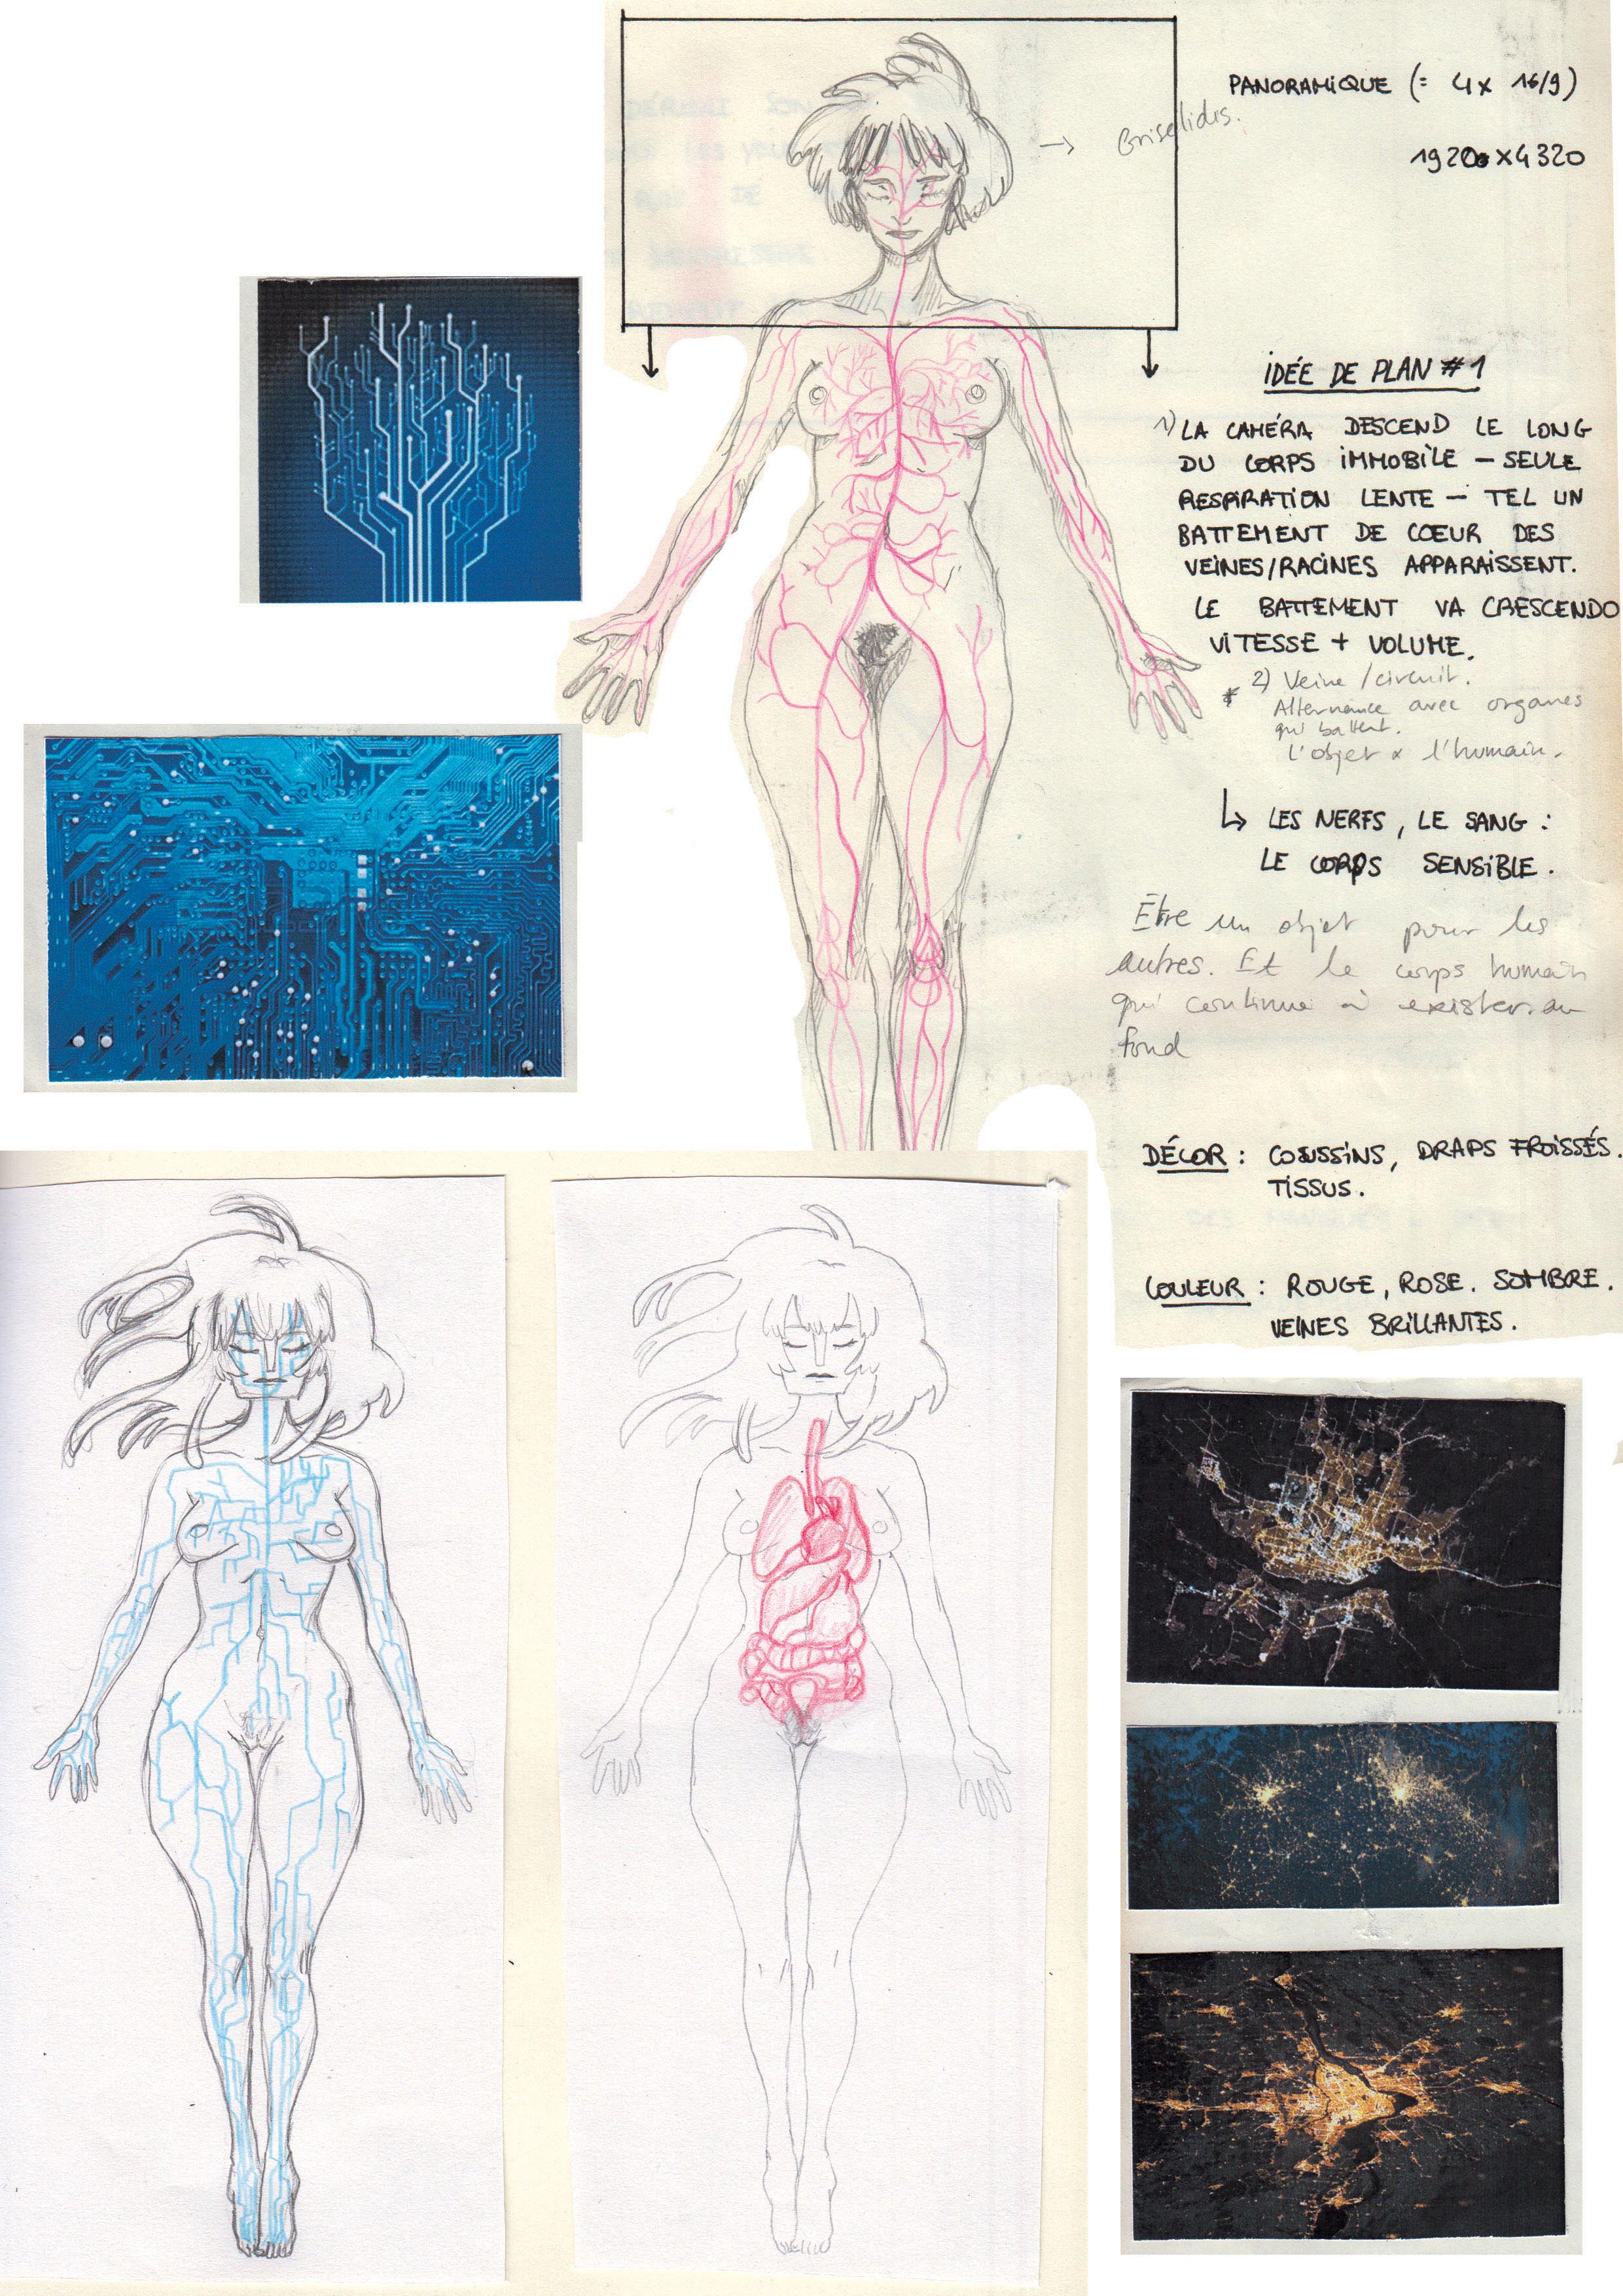 PANORAMIQUE (= 4 x 16/9)
→ Griselidis.
1920x4320
IDÉE DE PLAN #1
1) LA CAMÉRA DESCEND LE LONG
DU CORPS IMMOBILE – SEULE
RESPIRATION LENTE – TEL UN
BATTEMENT DE COEUR DES
VEINES/RACINES APPARAISSENT.
LE BATTEMENT VA CRESCENDO
VITESSE + VOLUME.
* 2) Veine / circuit.
Alternance avec organes
qui battent.
L'objet x l'humain.
↳ LES NERFS, LE SANG :
LE CORPS SENSIBLE.
Être un objet pour les
autres. Et le corps humain
qui continue à exister au
fond
DÉCOR : COUSSINS, DRAPS FROISSÉS.
TISSUS.
COULEUR : ROUGE, ROSE. SOMBRE.
VEINES BRILLANTES.